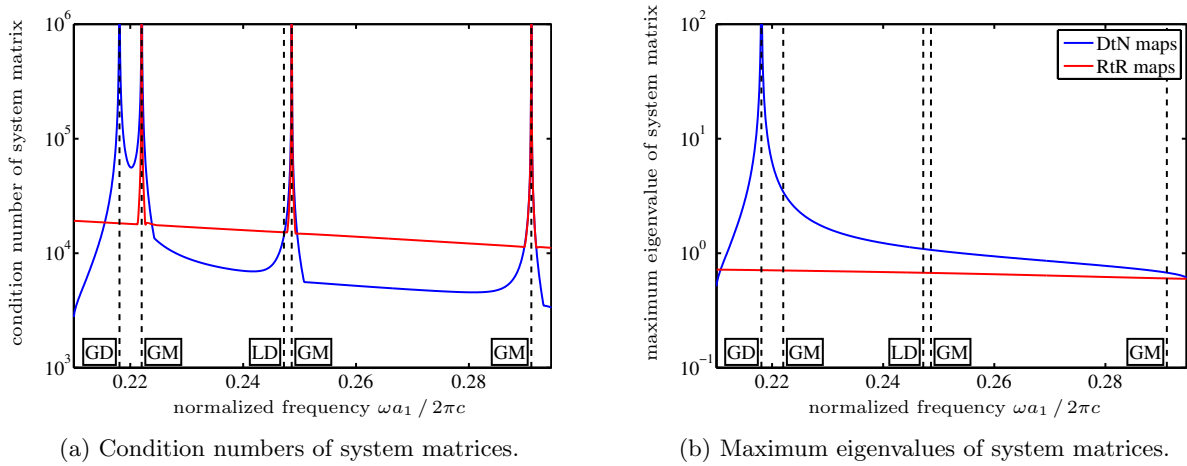 condition number of system matrices
10^6
10^5
10^4
10^3
GD
GM
LD
GM
GM
0.22
0.24
0.26
0.28
normalized frequency ωa₁ / 2πc
(a) Condition numbers of system matrices.
maximum eigenvalue of system matrix
10^2
10^1
10^0
10^−1
DtN maps
RtR maps
GD
GM
LD
GM
GM
0.22
0.24
0.26
0.28
normalized frequency ωa₁ / 2πc
(b) Maximum eigenvalues of system matrices.